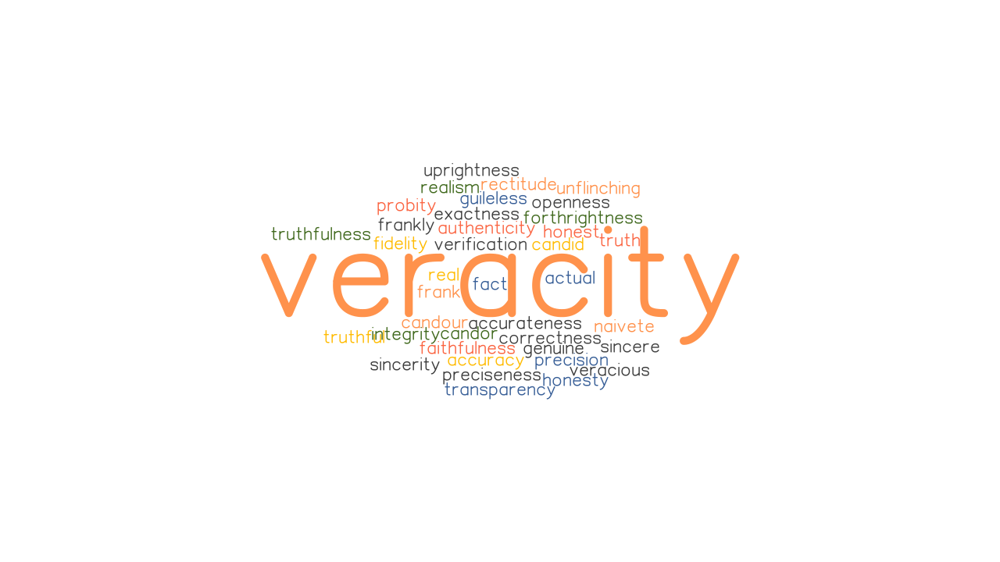 uprightness
realism rectitude unflinching
guileless openness
probity exactness forthrightness
frankly authenticity honest
truthfulness fidelity verification candid truth
veracity
real fact actual
frank
candour accurateness naivete
truthful integrity candor correctness
faithfulness genuine sincere
sincerity accuracy precision
preciseness veracious
honesty
transparency